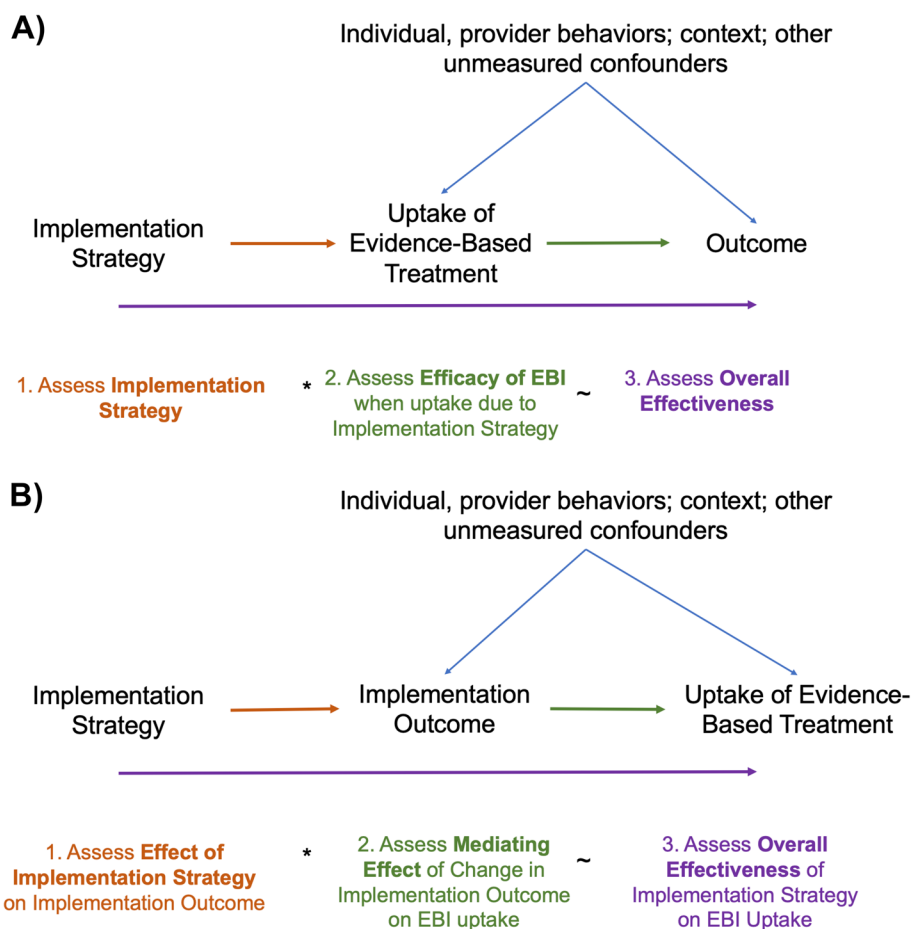 A)
Individual, provider behaviors; context; other
unmeasured confounders
Implementation
Strategy
Uptake of
Evidence-Based
Treatment
Outcome
1. Assess Implementation
Strategy
*
2. Assess Efficacy of EBI
when uptake due to
Implementation Strategy
~
3. Assess Overall
Effectiveness
B)
Individual, provider behaviors; context; other
unmeasured confounders
Implementation
Strategy
Implementation
Outcome
Uptake of Evidence-
Based Treatment
1. Assess Effect of
Implementation Strategy
on Implementation Outcome
*
2. Assess Mediating
Effect of Change in
Implementation Outcome
on EBI uptake
~
3. Assess Overall
Effectiveness of
Implementation Strategy
on EBI Uptake